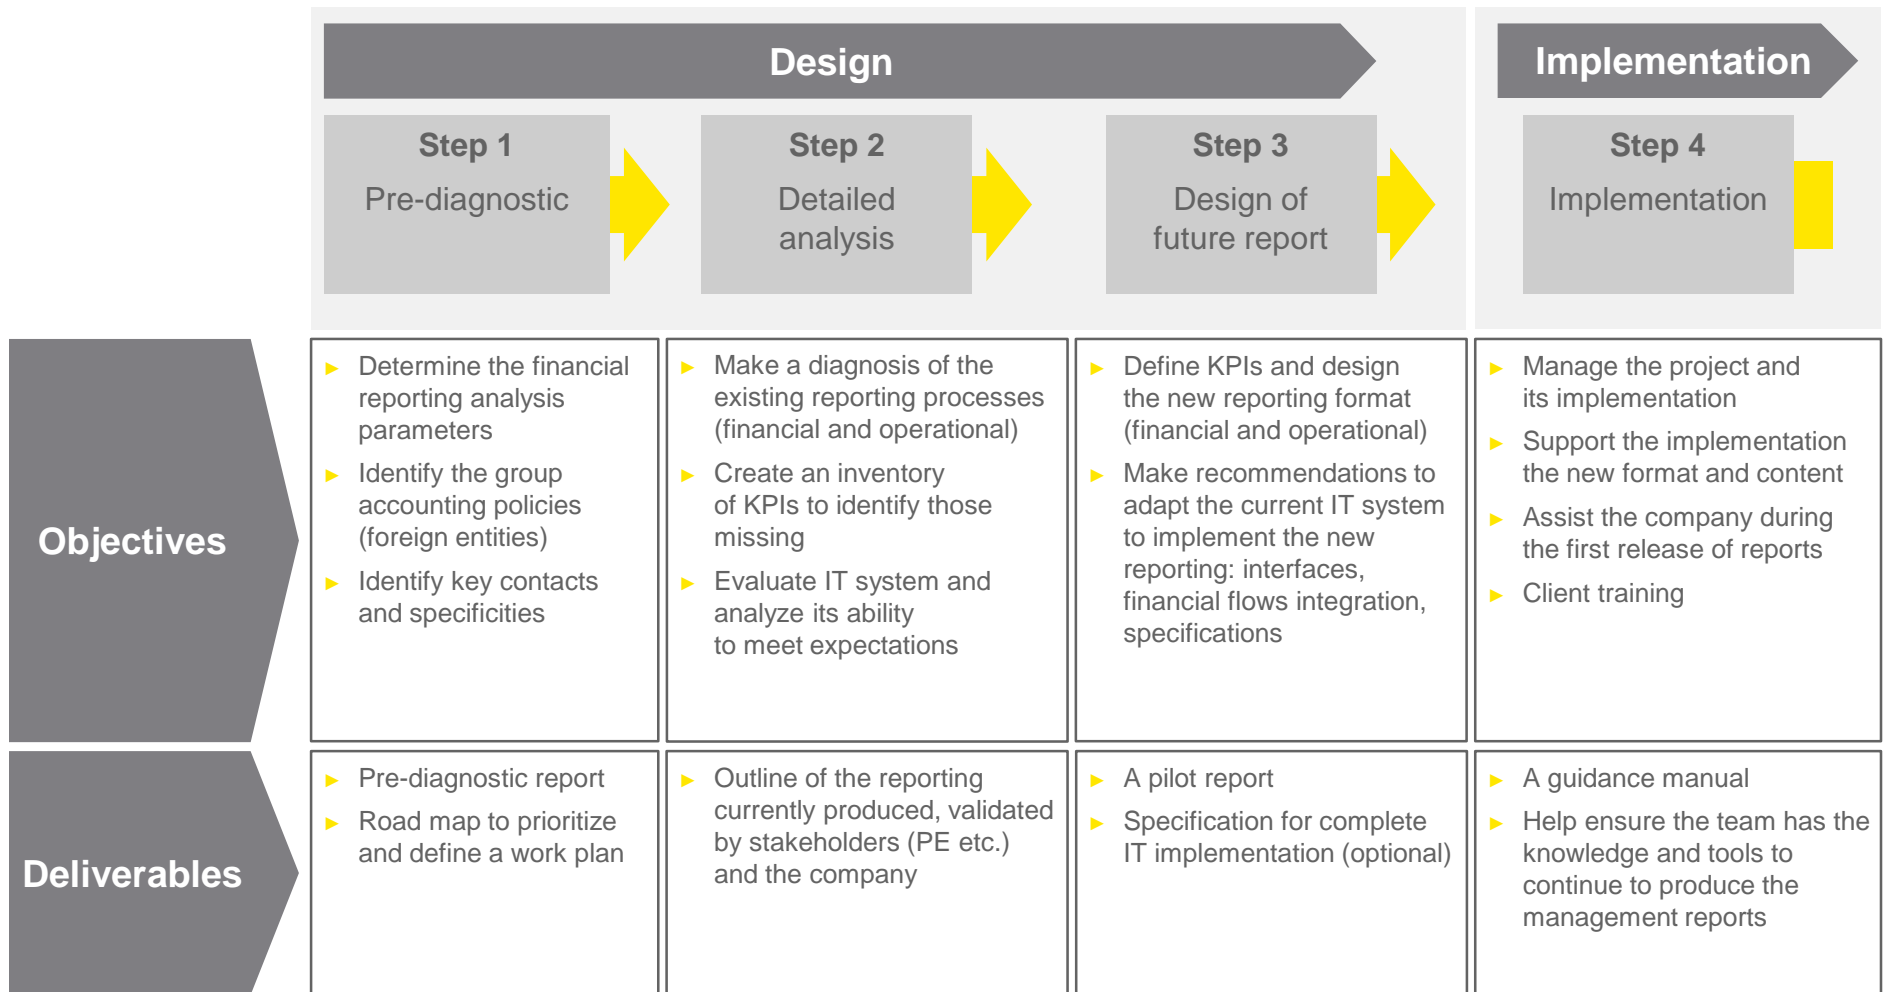 Design
Implementation
Step 1
Pre-diagnostic
Step 2
Detailed
analysis
Step 3
Design of
future report
Step 4
Implementation
Objectives
► Determine the financial
reporting analysis
parameters
► Identify the group
accounting policies
(foreign entities)
► Identify key contacts
and specificities
► Make a diagnosis of the
existing reporting processes
(financial and operational)
► Create an inventory
of KPIs to identify those
missing
► Evaluate IT system and
analyze its ability
to meet expectations
► Define KPIs and design
the new reporting format
(financial and operational)
► Make recommendations to
adapt the current IT system
to implement the new
reporting: interfaces,
financial flows integration,
specifications
► Manage the project and
its implementation
► Support the implementation
the new format and content
► Assist the company during
the first release of reports
► Client training
Deliverables
► Pre-diagnostic report
► Road map to prioritize
and define a work plan
► Outline of the reporting
currently produced, validated
by stakeholders (PE etc.)
and the company
► A pilot report
► Specification for complete
IT implementation (optional)
► A guidance manual
► Help ensure the team has the
knowledge and tools to
continue to produce the
management reports